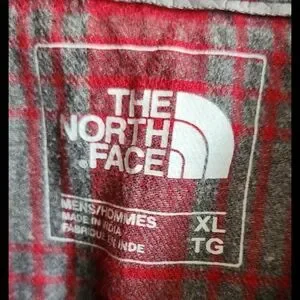 THE
NORTH
FACE
MENS/HOMMES
MADE IN INDIA
FABRIQUÉ EN INDE
XL
TG